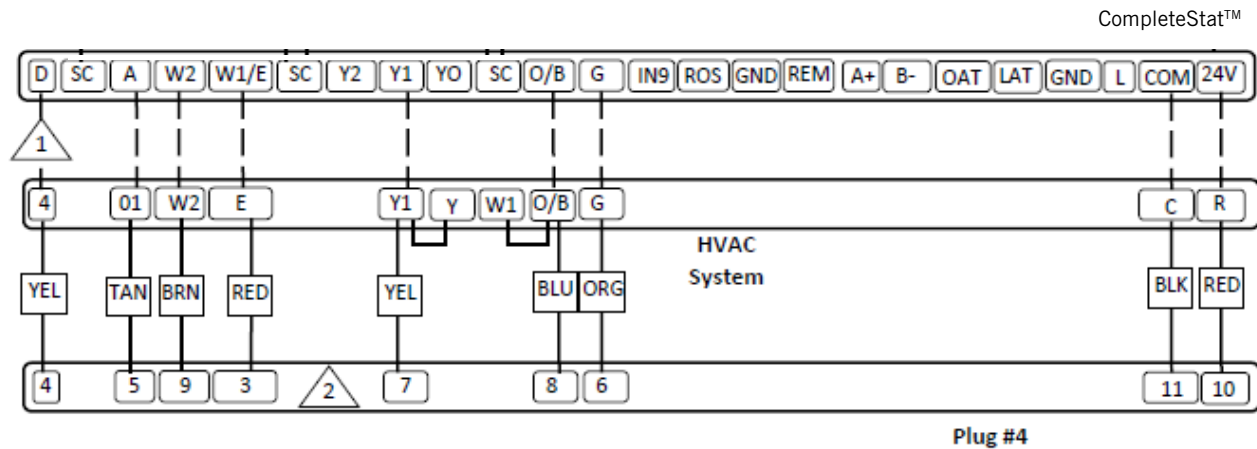 CompleteStat™
D SC A W2 W1/E SC Y2 Y1 YO SC O/B G IN9 ROS GND REM A+ B- OAT LAT GND L COM 24V
1
4 01 W2 E Y1 Y W1 O/B G C R
HVAC
System
YEL TAN BRN RED YEL BLU ORG BLK RED
4 5 9 3 2 7 8 6 11 10
Plug #4